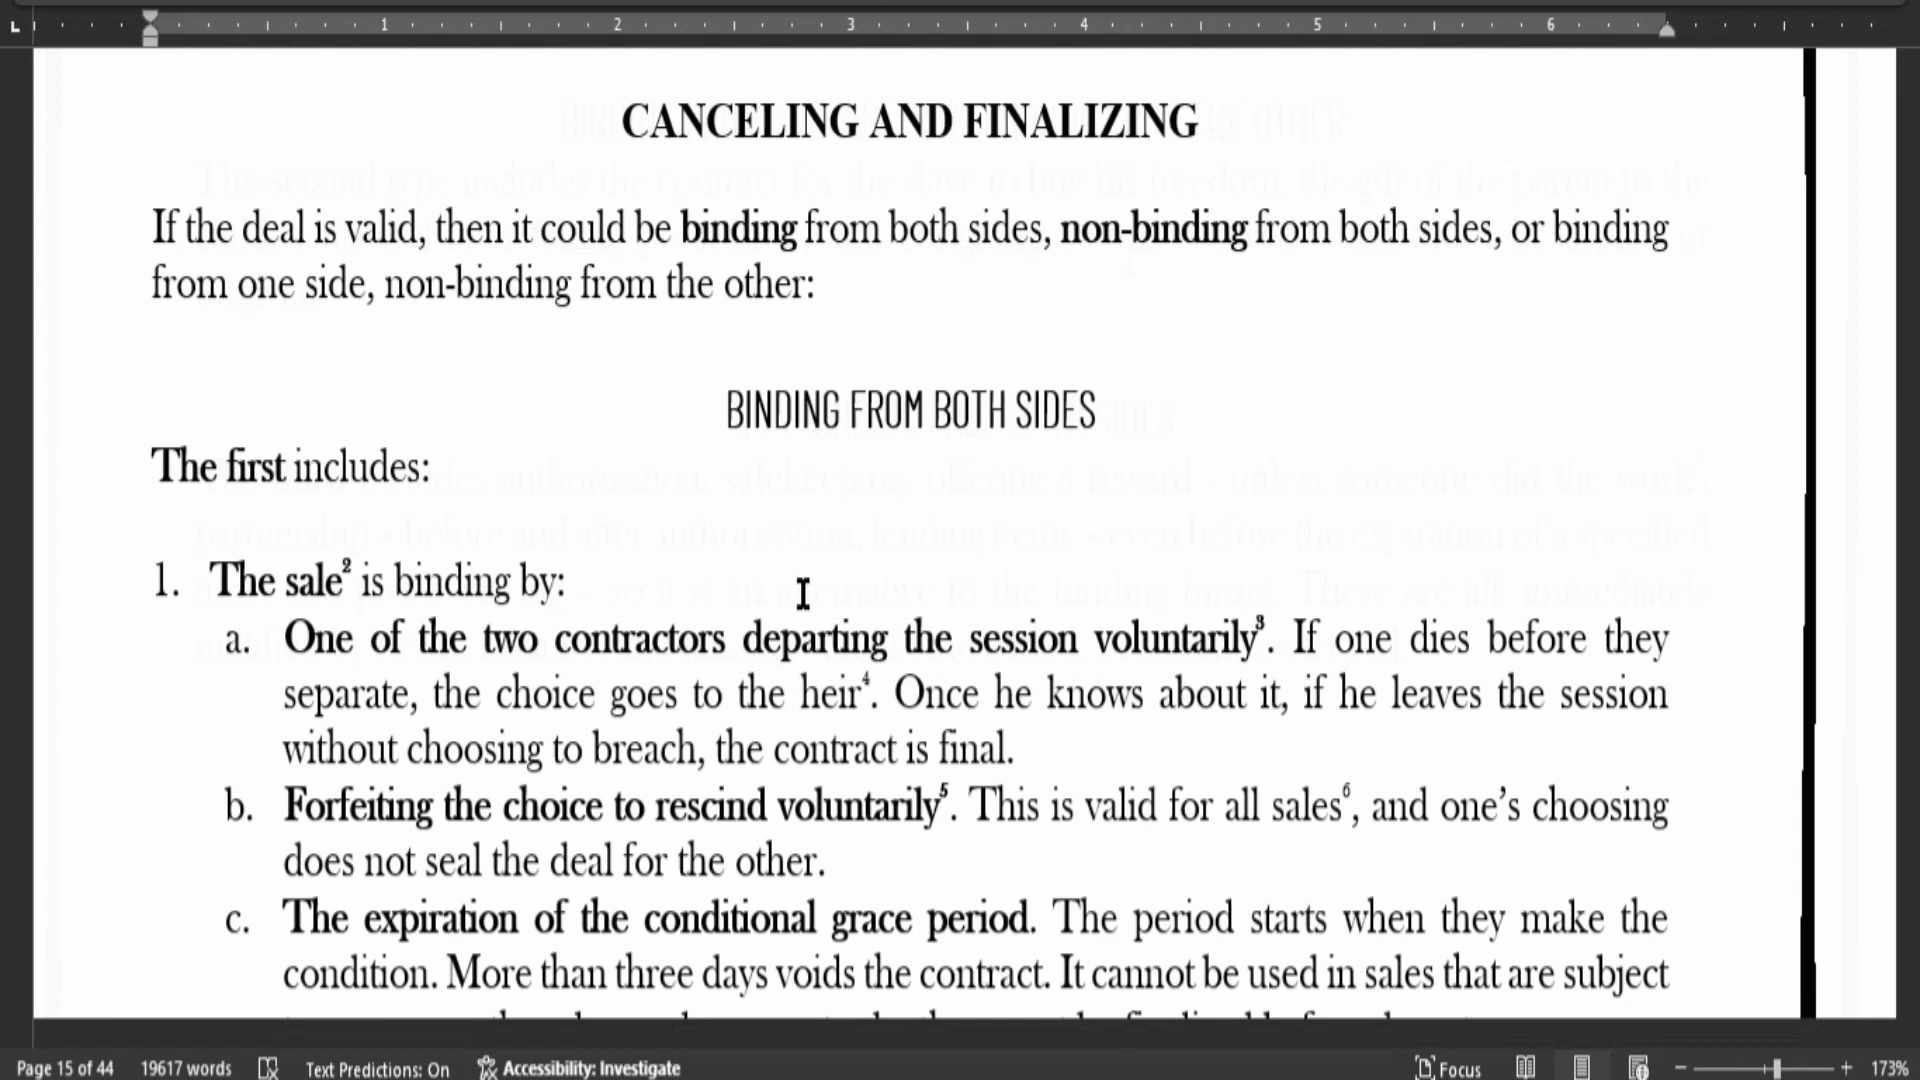 1 2 3 4 5 6
CANCELING AND FINALIZING
If the deal is valid, then it could be binding from both sides, non-binding from both sides, or binding
from one side, non-binding from the other:
BINDING FROM BOTH SIDES
The first includes:
1. The sale² is binding by:
a. One of the two contractors departing the session voluntarily³. If one dies before they
separate, the choice goes to the heir⁴. Once he knows about it, if he leaves the session
without choosing to breach, the contract is final.
b. Forfeiting the choice to rescind voluntarily⁵. This is valid for all sales⁶, and one’s choosing
does not seal the deal for the other.
c. The expiration of the conditional grace period. The period starts when they make the
condition. More than three days voids the contract. It cannot be used in sales that are subject
Page 15 of 44 19617 words Text Predictions: On Accessibility: Investigate Focus 173%